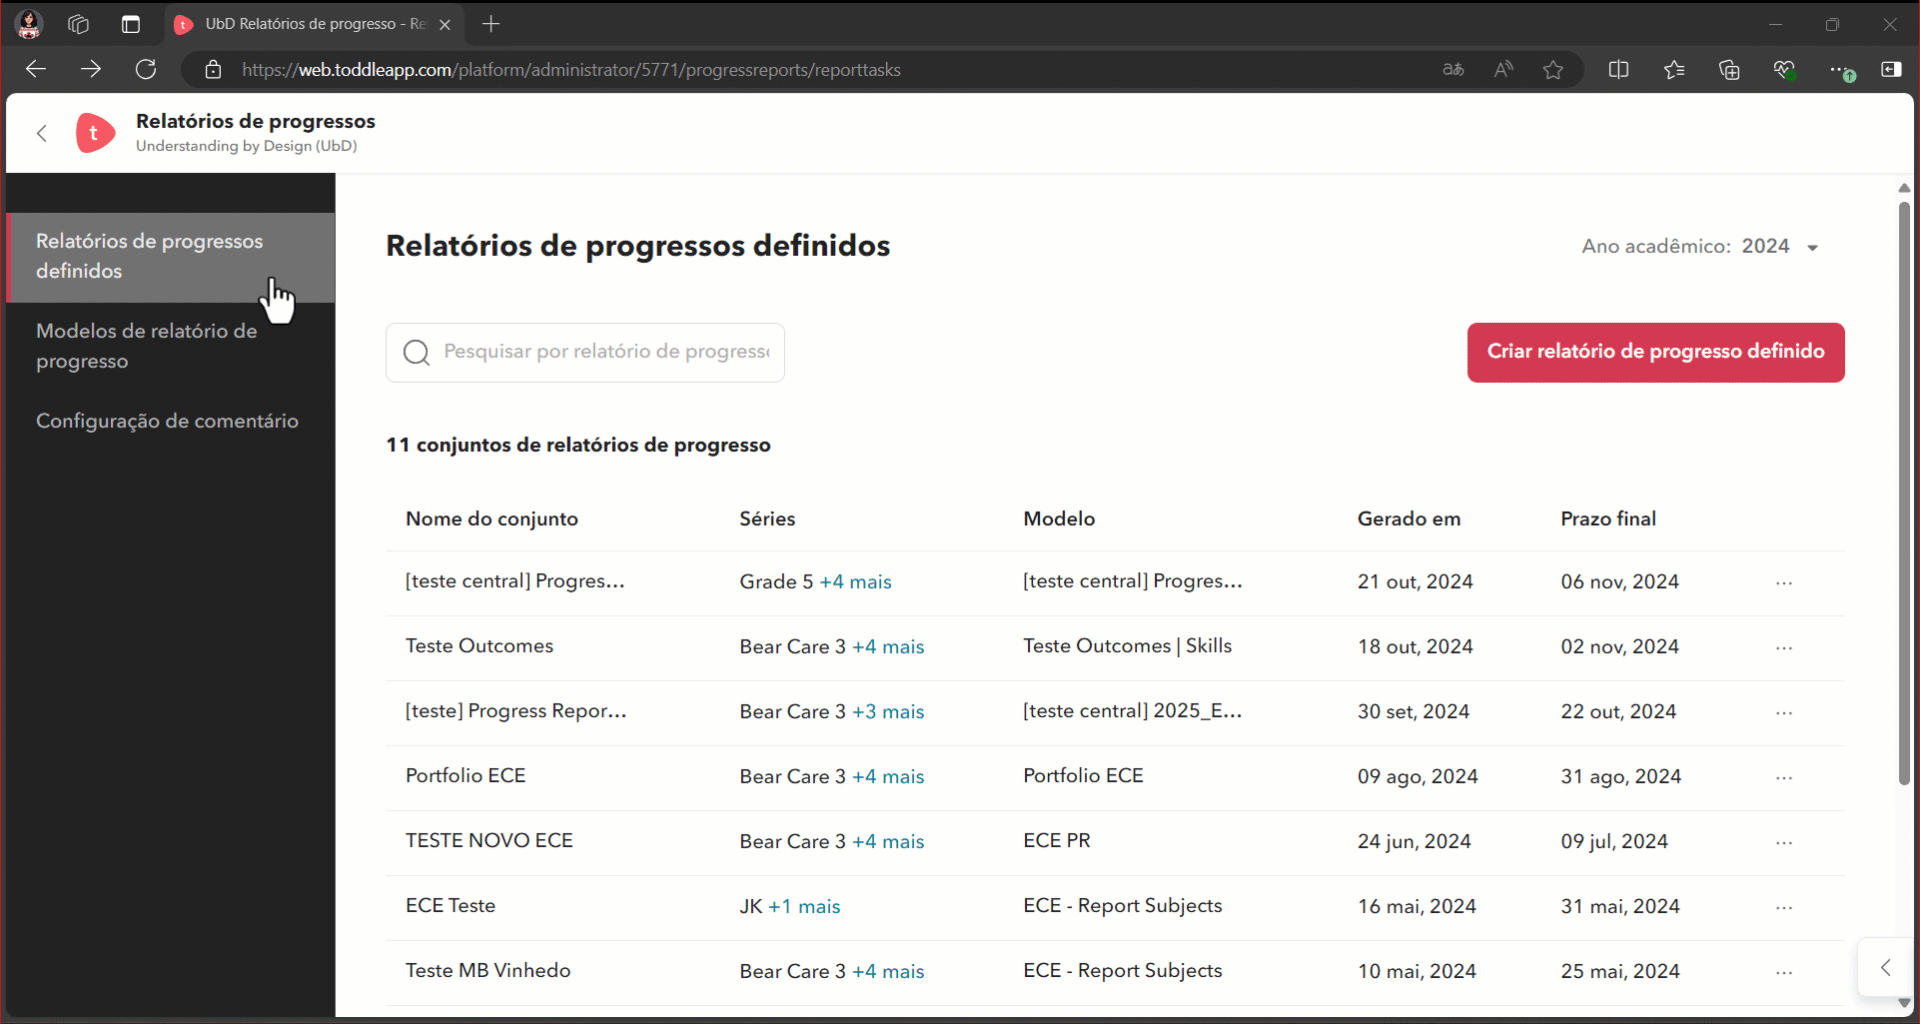 UbD Relatórios de progresso - Re
https://web.toddleapp.com/platform/administrator/5771/progressreports/reporttasks
t
Relatórios de progressos
Understanding by Design (UbD)
Relatórios de progressos
definidos
Modelos de relatório de
progresso
Configuração de comentário
Relatórios de progressos definidos
Ano acadêmico: 2024
Pesquisar por relatório de progress
Criar relatório de progresso definido
11 conjuntos de relatórios de progresso
Nome do conjunto Séries Modelo Gerado em Prazo final
[teste central] Progres... Grade 5 +4 mais [teste central] Progres... 21 out, 2024 06 nov, 2024 ...
Teste Outcomes Bear Care 3 +4 mais Teste Outcomes | Skills 18 out, 2024 02 nov, 2024 ...
[teste] Progress Repor... Bear Care 3 +3 mais [teste central] 2025_E... 30 set, 2024 22 out, 2024 ...
Portfolio ECE Bear Care 3 +4 mais Portfolio ECE 09 ago, 2024 31 ago, 2024 ...
TESTE NOVO ECE Bear Care 3 +4 mais ECE PR 24 jun, 2024 09 jul, 2024 ...
ECE Teste JK +1 mais ECE - Report Subjects 16 mai, 2024 31 mai, 2024 ...
Teste MB Vinhedo Bear Care 3 +4 mais ECE - Report Subjects 10 mai, 2024 25 mai, 2024 ...